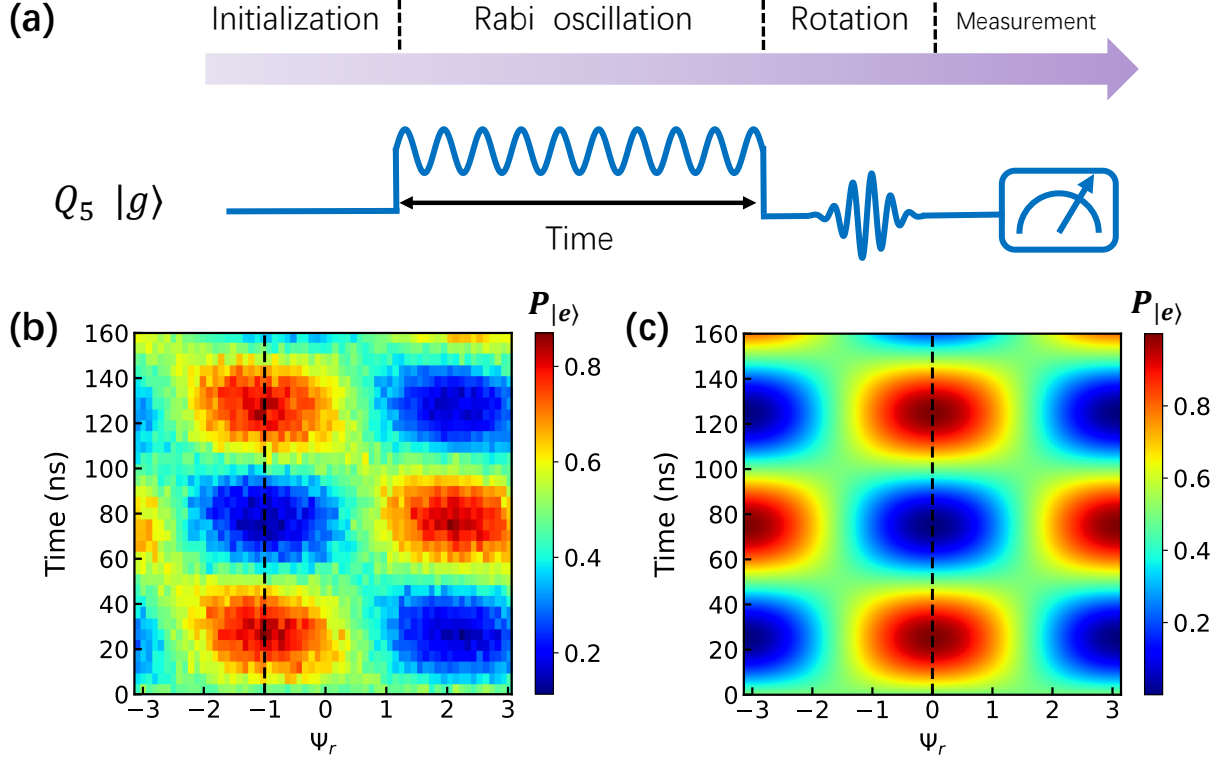 (a)
Initialization Rabi oscillation Rotation Measurement
Q₅ |g⟩
Time
(b) P|e⟩ (c) P|e⟩
160 160
140 0.8 140 0.8
120 120
100 0.6 100 0.6
Time (ns) 80 Time (ns) 80
60 0.4 60 0.4
40 40
20 0.2 20 0.2
0 0
−3 −2 −1 0 1 2 3 −3 −2 −1 0 1 2 3
Ψᵣ Ψᵣ